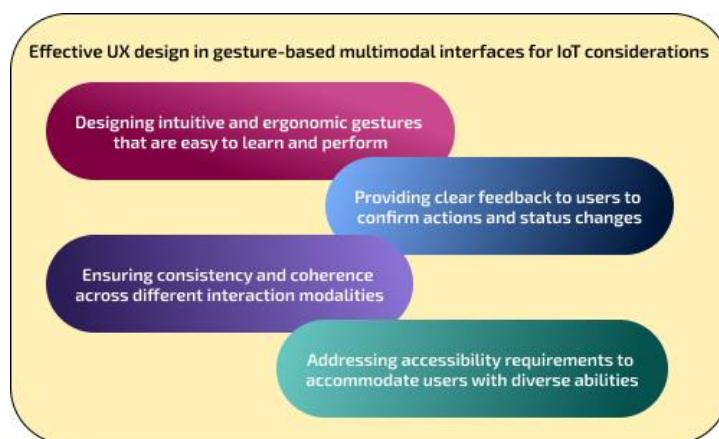 Effective UX design in gesture-based multimodal interfaces for IoT considerations
Designing intuitive and ergonomic gestures
that are easy to learn and perform
Providing clear feedback to users to
confirm actions and status changes
Ensuring consistency and coherence
across different interaction modalities
Addressing accessibility requirements to
accommodate users with diverse abilities